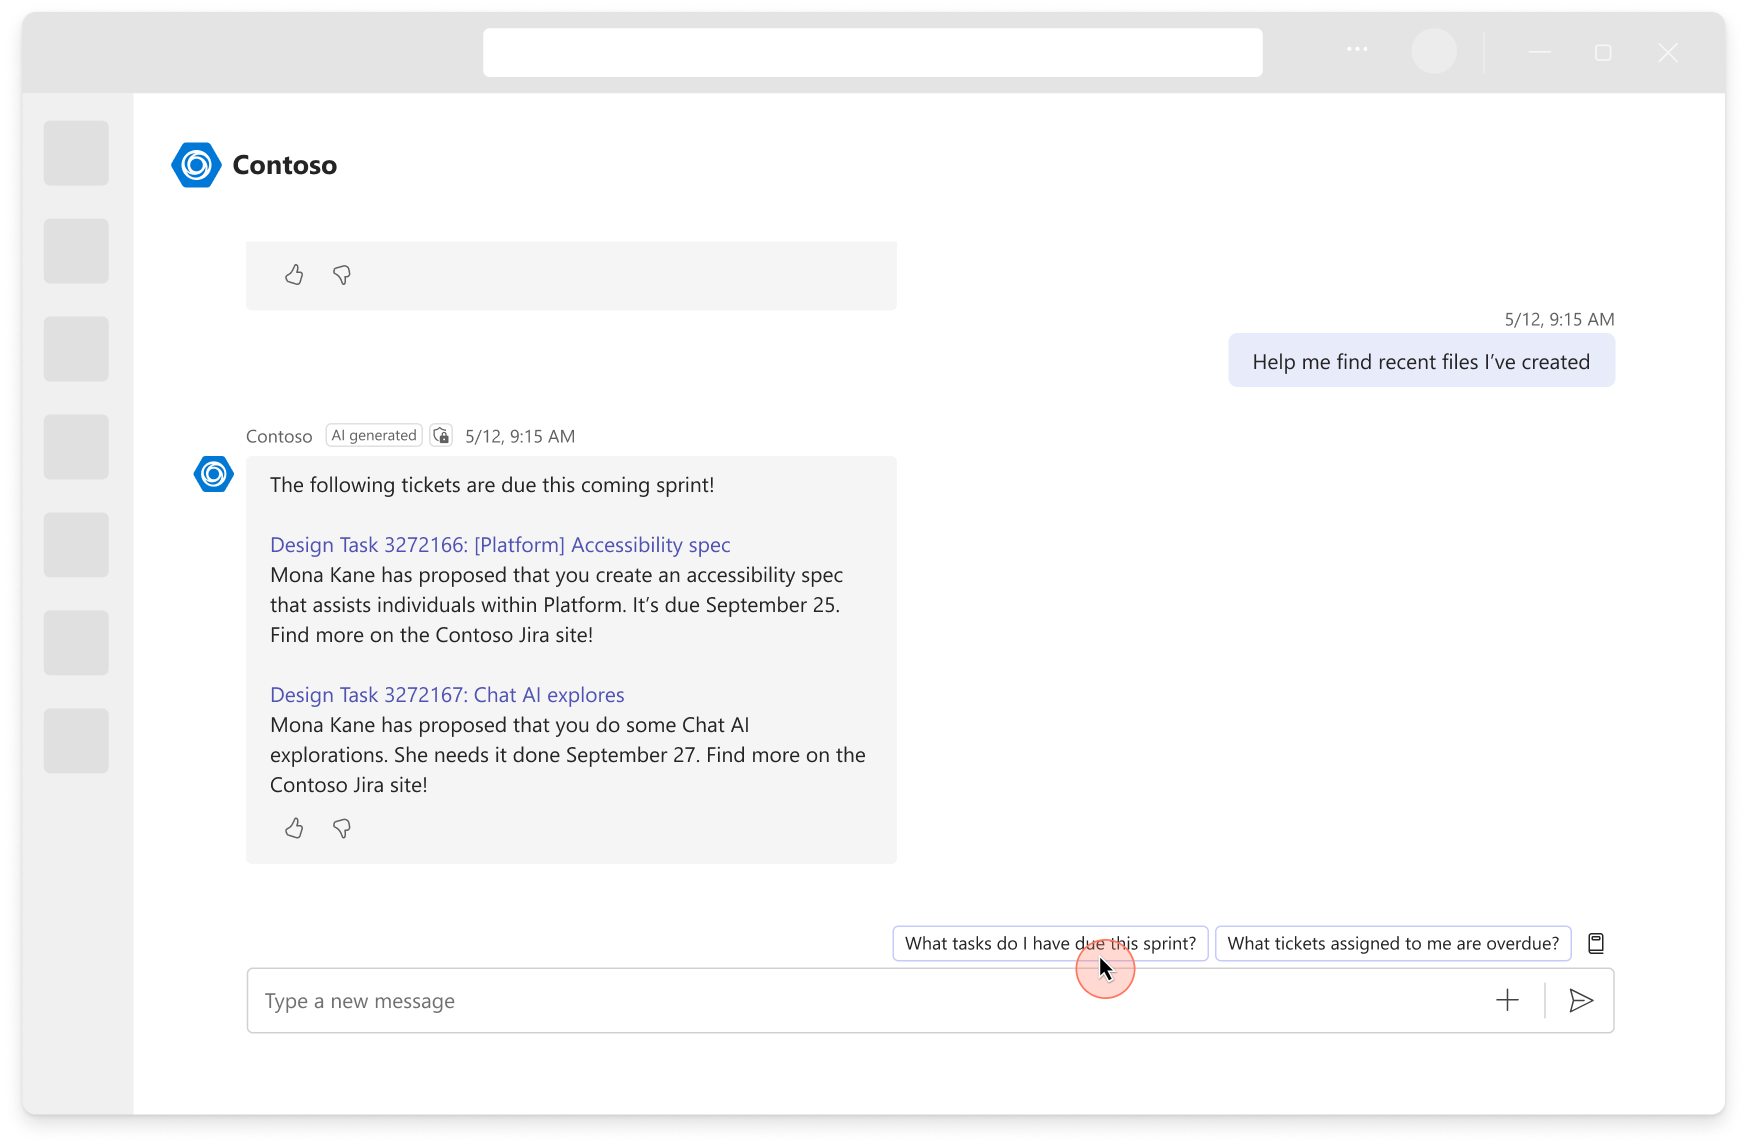 Contoso
5/12, 9:15 AM
Help me find recent files I’ve created
Contoso AI generated 5/12, 9:15 AM
The following tickets are due this coming sprint!
Design Task 3272166: [Platform] Accessibility spec
Mona Kane has proposed that you create an accessibility spec
that assists individuals within Platform. It’s due September 25.
Find more on the Contoso Jira site!
Design Task 3272167: Chat AI explores
Mona Kane has proposed that you do some Chat AI
explorations. She needs it done September 27. Find more on the
Contoso Jira site!
What tasks do I have due this sprint? What tickets assigned to me are overdue?
Type a new message